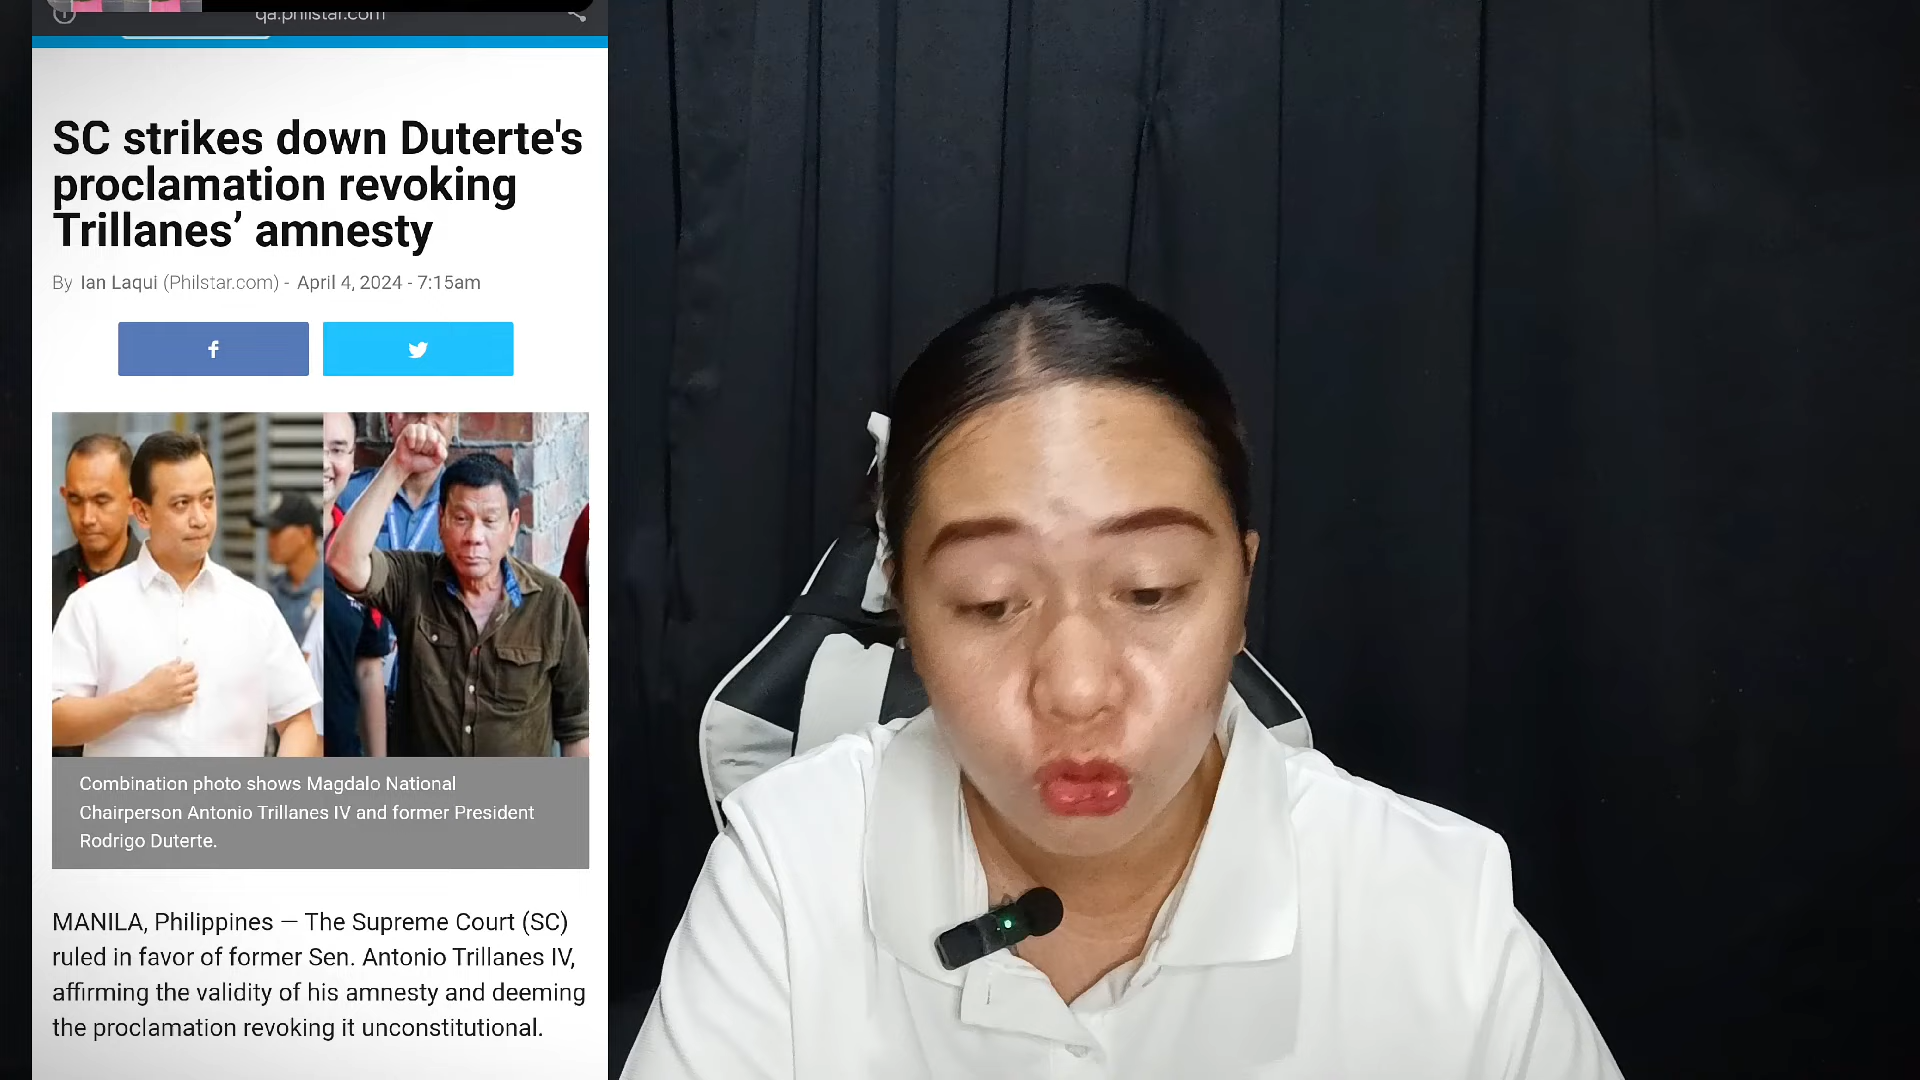 qa.philstar.com
SC strikes down Duterte's
proclamation revoking
Trillanes’ amnesty
By Ian Laqui (Philstar.com) - April 4, 2024 - 7:15am
Combination photo shows Magdalo National
Chairperson Antonio Trillanes IV and former President
Rodrigo Duterte.
MANILA, Philippines — The Supreme Court (SC)
ruled in favor of former Sen. Antonio Trillanes IV,
affirming the validity of his amnesty and deeming
the proclamation revoking it unconstitutional.